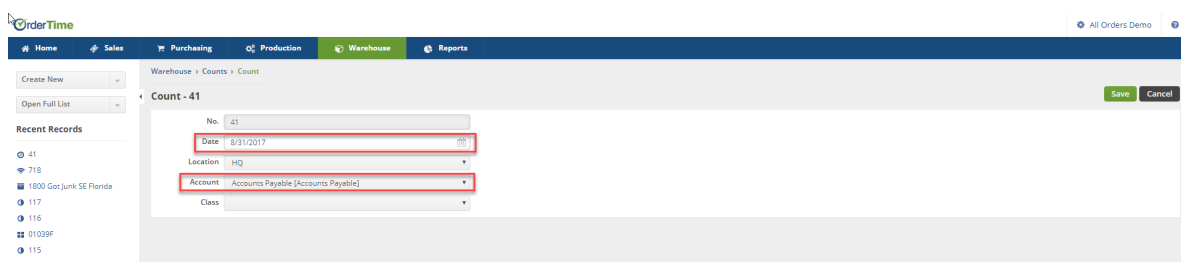 OrderTime
All Orders Demo
Home Sales Purchasing Production Warehouse Reports
Create New
Open Full List
Recent Records
41
718
1800 Got Junk SE Florida
117
116
01039F
115
Warehouse Counts Count
Count - 41
Save Cancel
No. 41
Date 8/31/2017
Location HQ
Account Accounts Payable [Accounts Payable]
Class